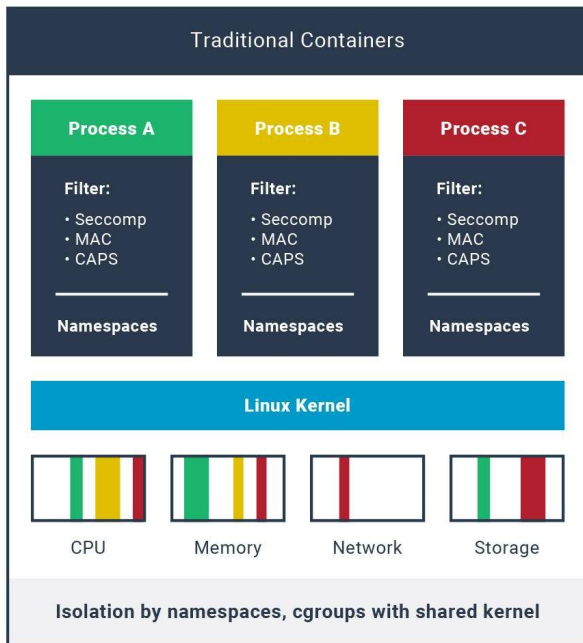 Traditional Containers
Process A
Process B
Process C
Filter:
• Seccomp
• MAC
• CAPS
Namespaces
Filter:
• Seccomp
• MAC
• CAPS
Namespaces
Filter:
• Seccomp
• MAC
• CAPS
Namespaces
Linux Kernel
CPU
Memory
Network
Storage
Isolation by namespaces, cgroups with shared kernel